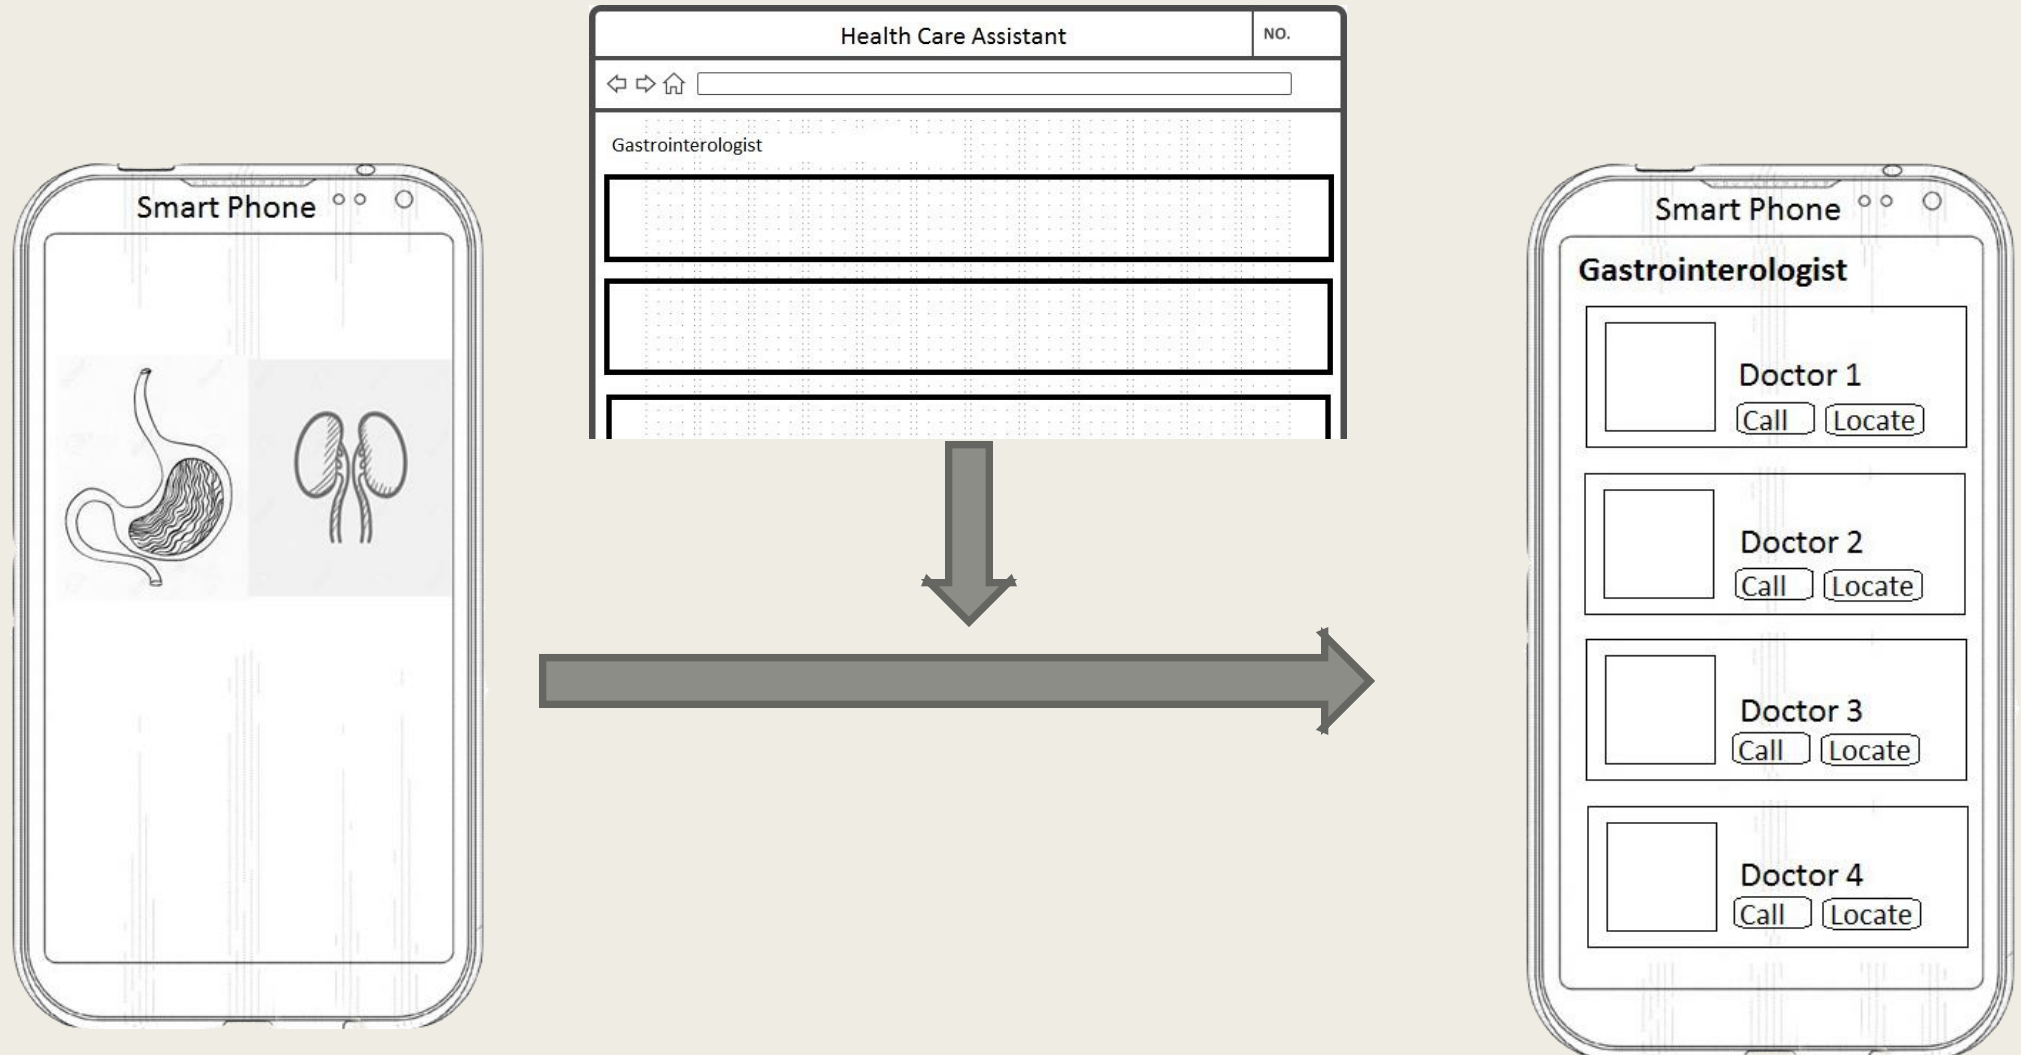 Health Care Assistant
NO.
Gastrointerologist
Smart Phone
Smart Phone
Gastrointerologist
Doctor 1
Call Locate
Doctor 2
Call Locate
Doctor 3
Call Locate
Doctor 4
Call Locate